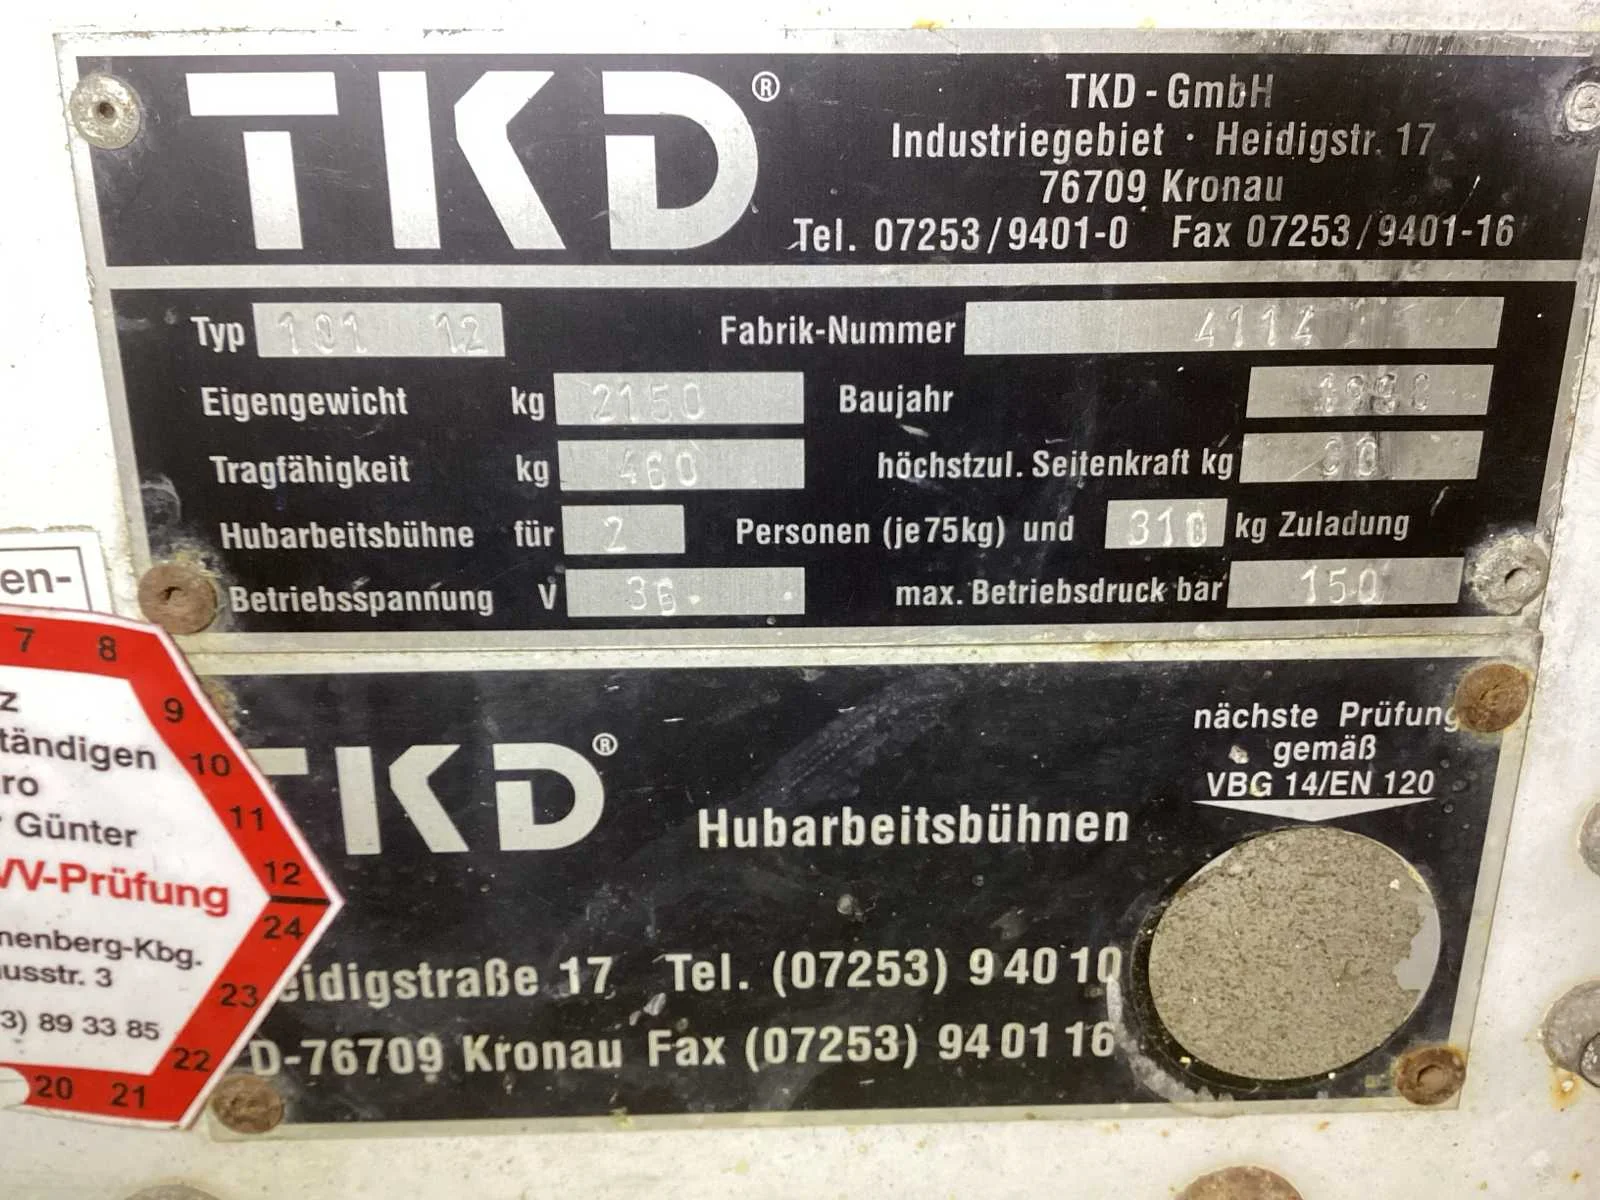 TKD®
TKD - GmbH
Industriegebiet · Heidigstr. 17
76709 Kronau
Tel. 07253/9401-0 Fax 07253/9401-16
Typ 101 12 Fabrik-Nummer 4114
Eigengewicht kg 2150 Baujahr
Tragfähigkeit kg 460 höchstzul. Seitenkraft kg
Hubarbeitsbühne für 2 Personen (je 75kg) und 310 kg Zuladung
Betriebsspannung V 36 max. Betriebsdruck bar 150
en-
7 8 9 10 11 12
z
tändigen
ro
r Günter
VV-Prüfung
nenberg-Kbg.
usstr. 3
3) 89 33 85
24 23 22 21 20
TKD®
Hubarbeitsbühnen
nächste Prüfung
gemäß
VBG 14/EN 120
eidigstraße 17 Tel. (07253) 9 40 10
D-76709 Kronau Fax (07253) 94 01 16